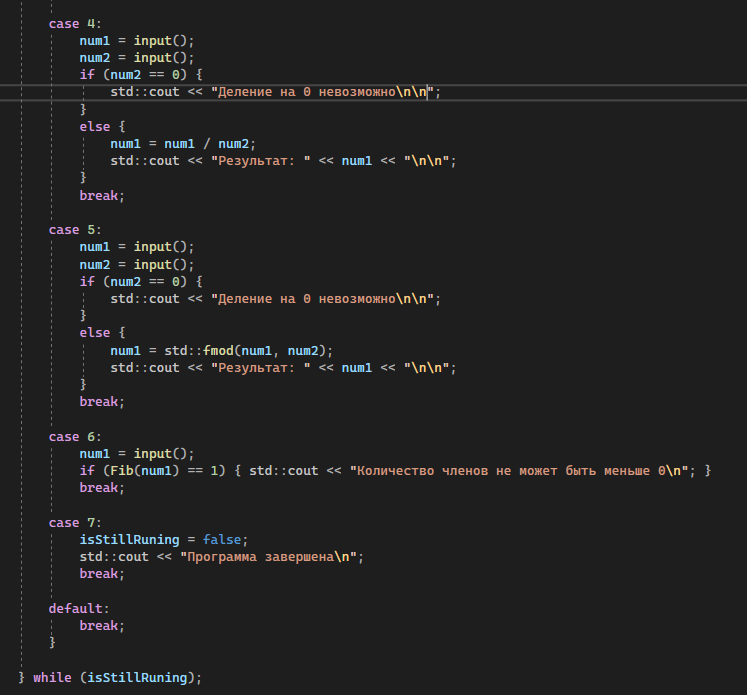 case 4:
num1 = input();
num2 = input();
if (num2 == 0) {
std::cout << "Деление на 0 невозможно\n\n";
}
else {
num1 = num1 / num2;
std::cout << "Результат: " << num1 << "\n\n";
}
break;
case 5:
num1 = input();
num2 = input();
if (num2 == 0) {
std::cout << "Деление на 0 невозможно\n\n";
}
else {
num1 = std::fmod(num1, num2);
std::cout << "Результат: " << num1 << "\n\n";
}
break;
case 6:
num1 = input();
if (Fib(num1) == 1) { std::cout << "Количество членов не может быть меньше 0\n"; }
break;
case 7:
isStillRuning = false;
std::cout << "Программа завершена\n";
break;
default:
break;
}
} while (isStillRuning);